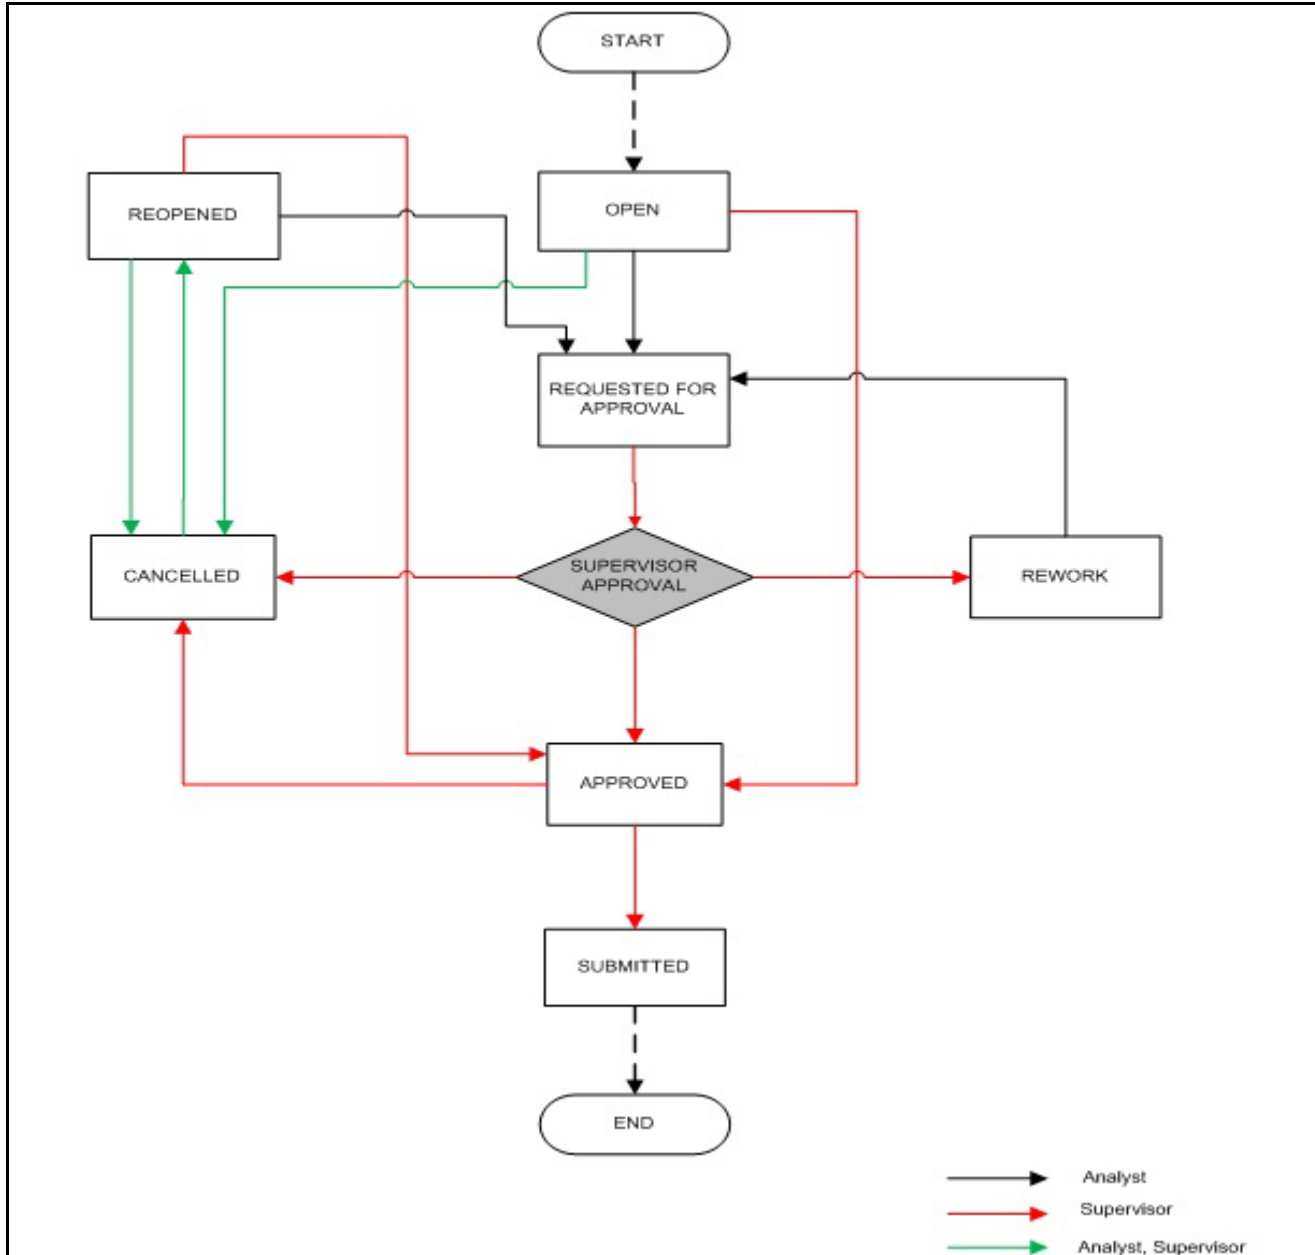 START
REOPENED
OPEN
REQUESTED FOR
APPROVAL
CANCELLED
SUPERVISOR
APPROVAL
REWORK
APPROVED
SUBMITTED
END
Analyst
Supervisor
Analyst, Supervisor